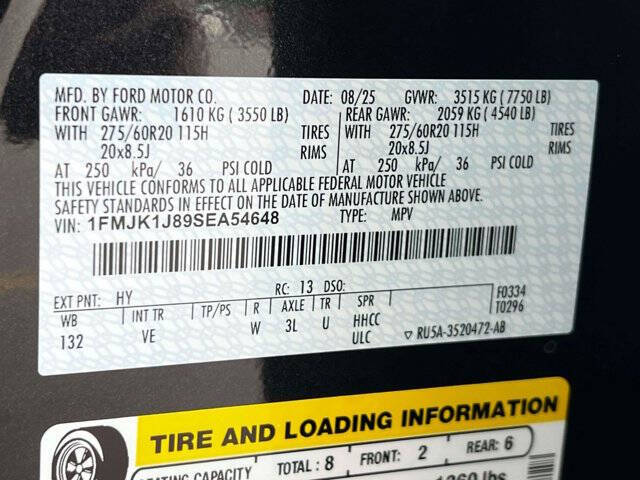 MFD. BY FORD MOTOR CO. DATE: 08/25 GVWR: 3515 KG ( 7750 LB)
FRONT GAWR: 1610 KG ( 3550 LB) REAR GAWR: 2059 KG ( 4540 LB)
WITH 275/60R20 115H TIRES WITH 275/60R20 115H TIRES
20x8.5J RIMS 20x8.5J RIMS
AT 250 kPa/ 36 PSI COLD AT 250 kPa/ 36 PSI COLD
THIS VEHICLE CONFORMS TO ALL APPLICABLE FEDERAL MOTOR VEHICLE
SAFETY STANDARDS IN EFFECT ON THE DATE OF MANUFACTURE SHOWN ABOVE.
VIN: 1FMJK1J89SEA54648 TYPE: MPV
EXT PNT: HY RC: 13 DSO: F0334
WB INT TR TP/PS R AXLE TR SPR T0296
132 VE W 3L U HHCC
ULC ▽ RU5A-3520472-AB
TIRE AND LOADING INFORMATION
SEATING CAPACITY TOTAL : 8 FRONT: 2 REAR: 6
lbs